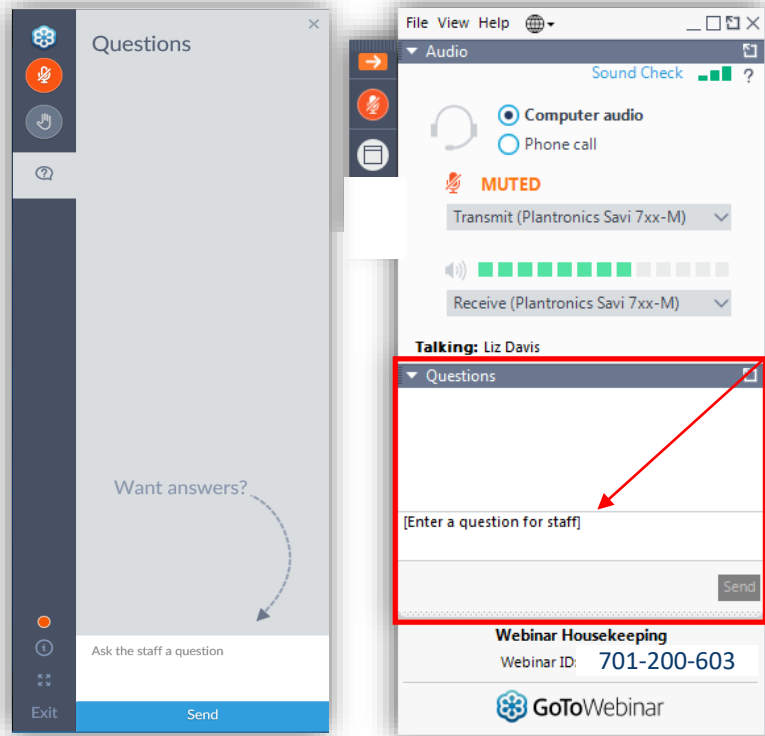 Questions
Want answers?
Ask the staff a question
Exit
Send
File View Help
Audio
Sound Check ?
Computer audio
Phone call
MUTED
Transmit (Plantronics Savi 7xx-M)
Receive (Plantronics Savi 7xx-M)
Talking: Liz Davis
Questions
[Enter a question for staff]
Send
Webinar Housekeeping
Webinar ID: 701-200-603
GoToWebinar